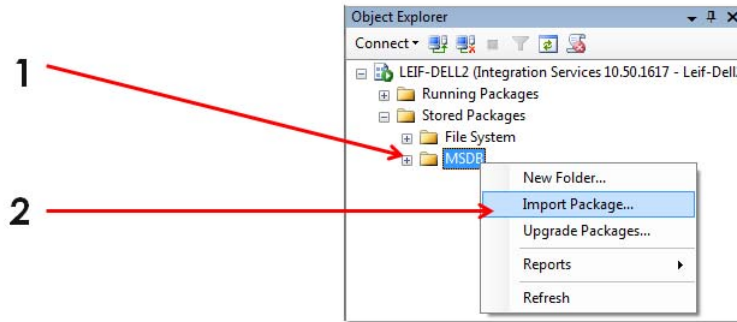 Object Explorer
Connect
LEIF-DELL2 (Integration Services 10.50.1617 - Leif-Dell
Running Packages
Stored Packages
File System
MSDB
New Folder...
Import Package...
Upgrade Packages...
Reports
Refresh
1
2